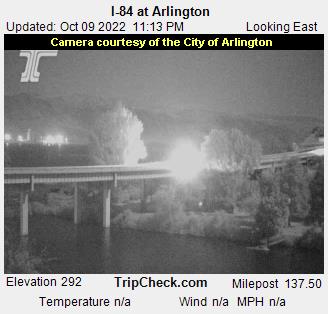 I-84 at Arlington
Updated: Oct 09 2022 11:13 PM Looking East
Camera courtesy of the City of Arlington
Elevation 292 TripCheck.com Milepost 137.50
Temperature n/a Wind n/a MPH n/a